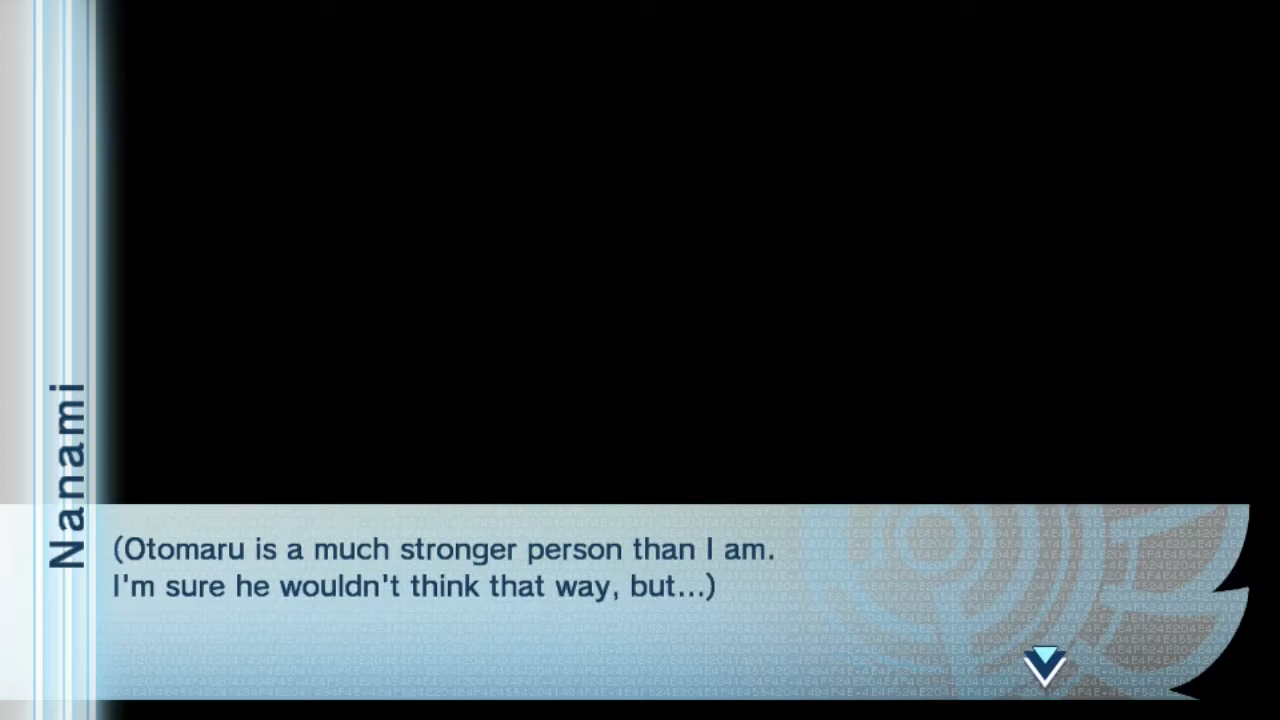 Nanami
(Otomaru is a much stronger person than I am.
I'm sure he wouldn't think that way, but...)